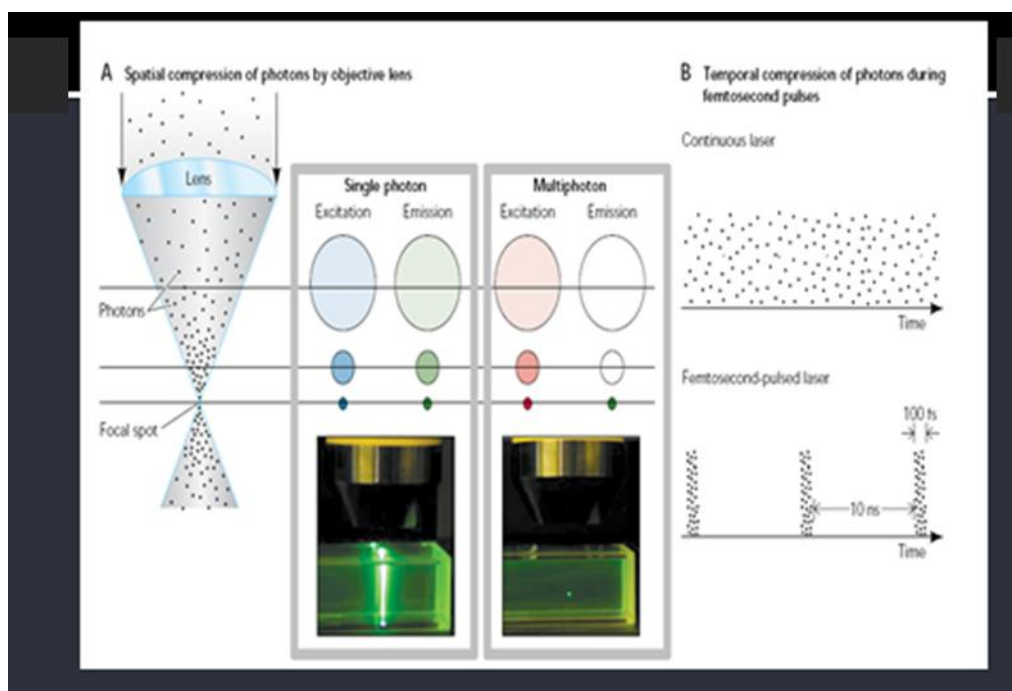 A Spatial compression of photons by objective lens
Lens
Photons
Focal spot
Single photon
Excitation Emission
Multiphoton
Excitation Emission
B Temporal compression of photons during
femtosecond pulses
Continuous laser
Time
Femtosecond-pulsed laser
100 fs
10 ns
Time